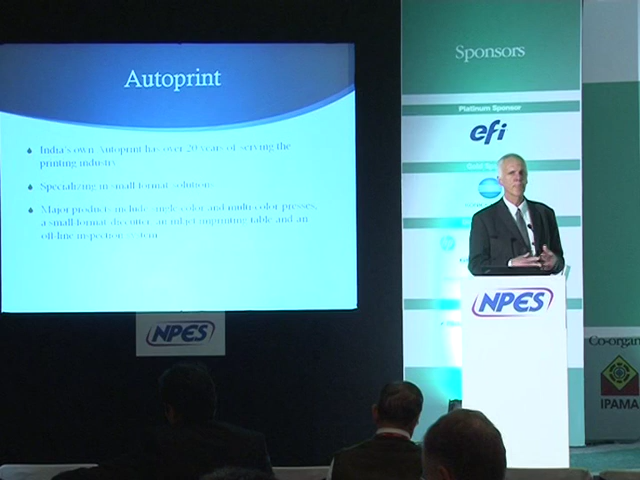 Autoprint
India's own Autoprint has over 20 years of serving the
printing industry
Specializing in small format solutions
Major products include single color and multi color presses,
a small format die cutter, an inkjet imprinting table and an
off-line inspection system
NPES
Sponsors
Platinum Sponsor
efi
NPES
Co-organ
IPAMA